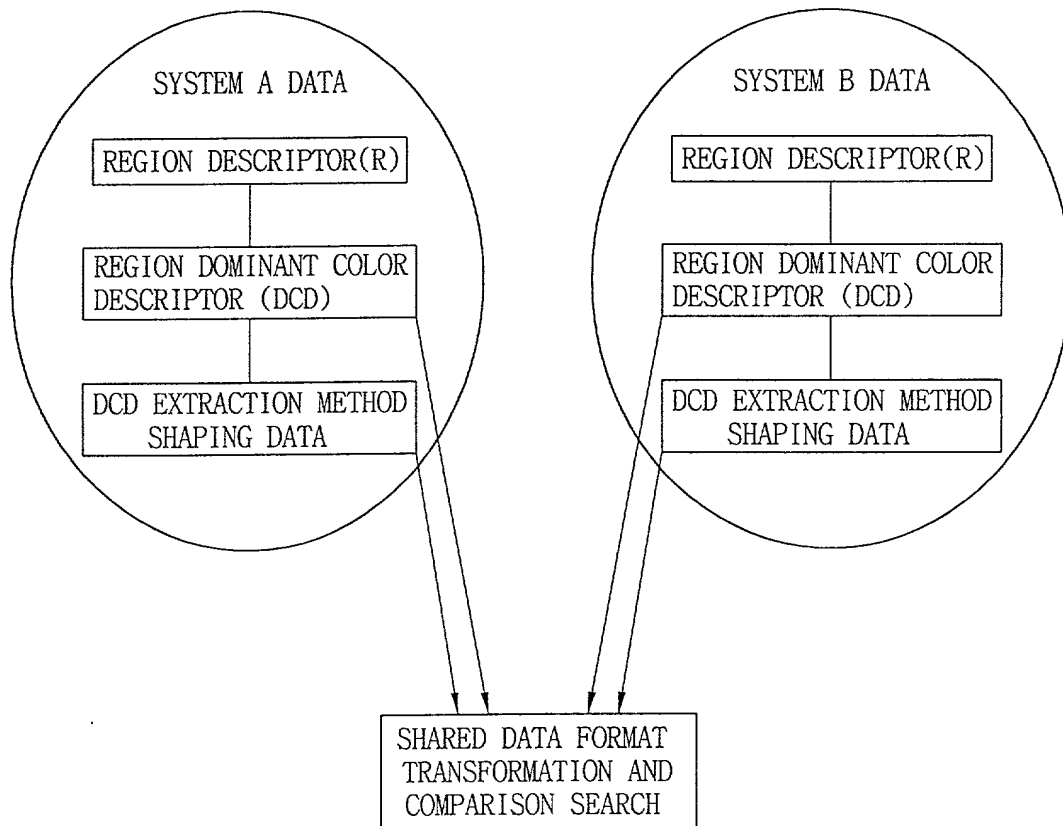 SYSTEM A DATA
REGION DESCRIPTOR(R)
REGION DOMINANT COLOR
DESCRIPTOR (DCD)
DCD EXTRACTION METHOD
SHAPING DATA
SYSTEM B DATA
REGION DESCRIPTOR(R)
REGION DOMINANT COLOR
DESCRIPTOR (DCD)
DCD EXTRACTION METHOD
SHAPING DATA
SHARED DATA FORMAT
TRANSFORMATION AND
COMPARISON SEARCH